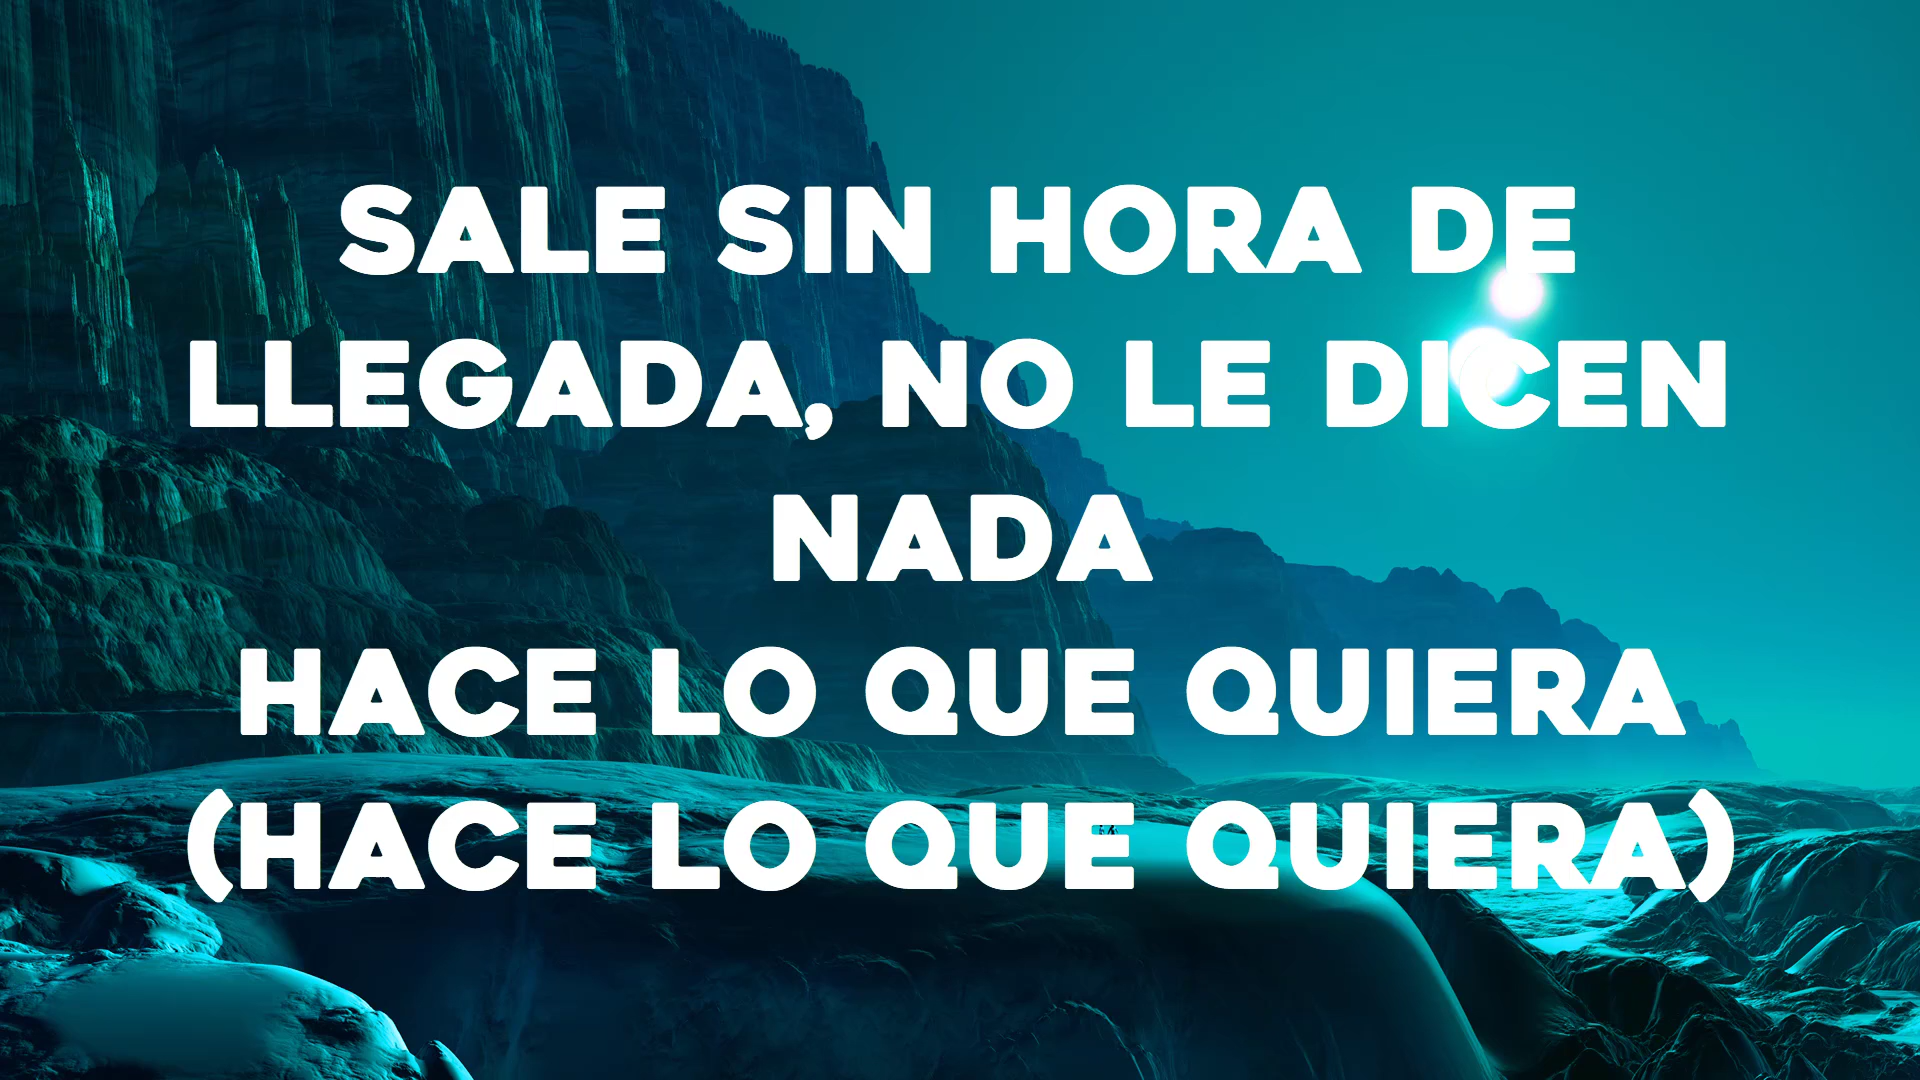 SALE SIN HORA DE
LLEGADA, NO LE DICEN
NADA
HACE LO QUE QUIERA
(HACE LO QUE QUIERA)